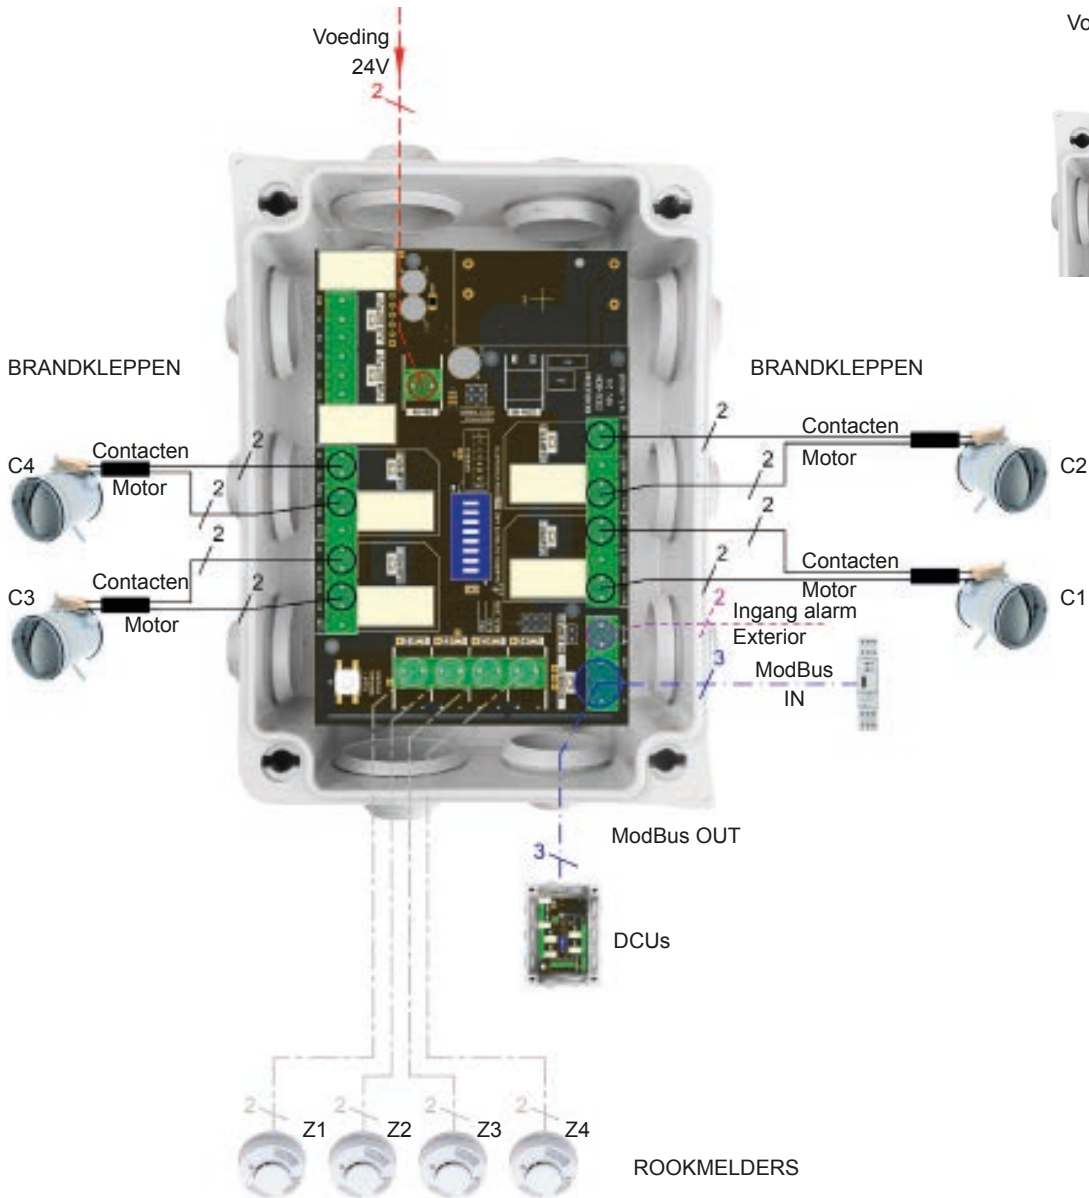 Voeding
24V
2
Vo
BRANDKLEPPEN
BRANDKLEPPEN
C4
Contacten
Motor
2
2
C3
Contacten
Motor
2
2
2
Contacten
Motor
2
C2
2
Contacten
Motor
2
C1
2
Ingang alarm
Exterior
3
ModBus
IN
ModBus OUT
3
DCUs
2
Z1
2
Z2
2
Z3
2
Z4
ROOKMELDERS